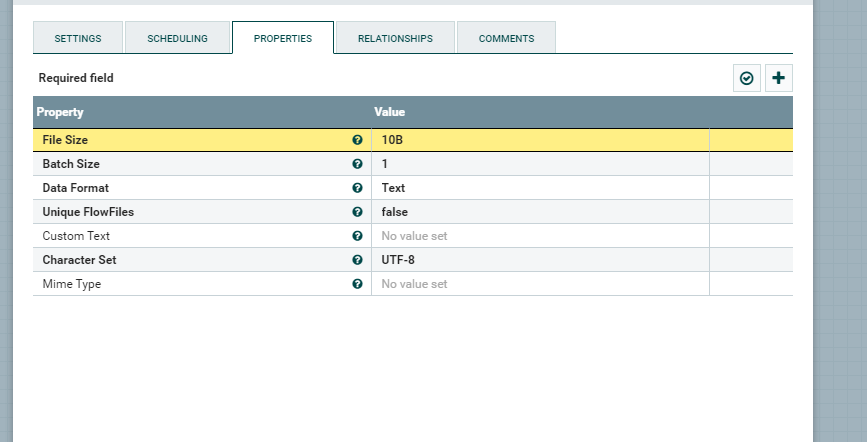 SETTINGS SCHEDULING PROPERTIES RELATIONSHIPS COMMENTS
Required field
Property Value
File Size 10B
Batch Size 1
Data Format Text
Unique FlowFiles false
Custom Text No value set
Character Set UTF-8
Mime Type No value set